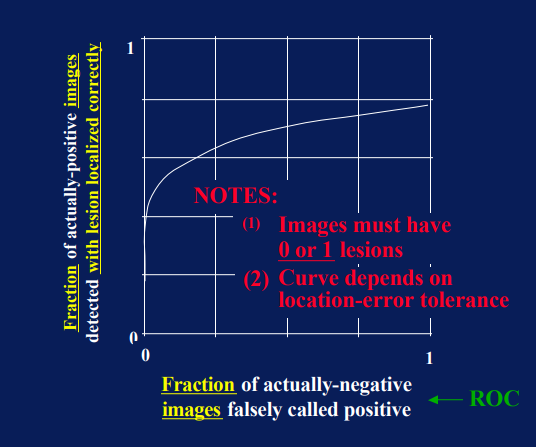 1
Fraction of actually-positive images
detected with lesion localized correctly
NOTES:
(1) Images must have
0 or 1 lesions
(2) Curve depends on
location-error tolerance
0
0
1
Fraction of actually-negative
images falsely called positive
ROC